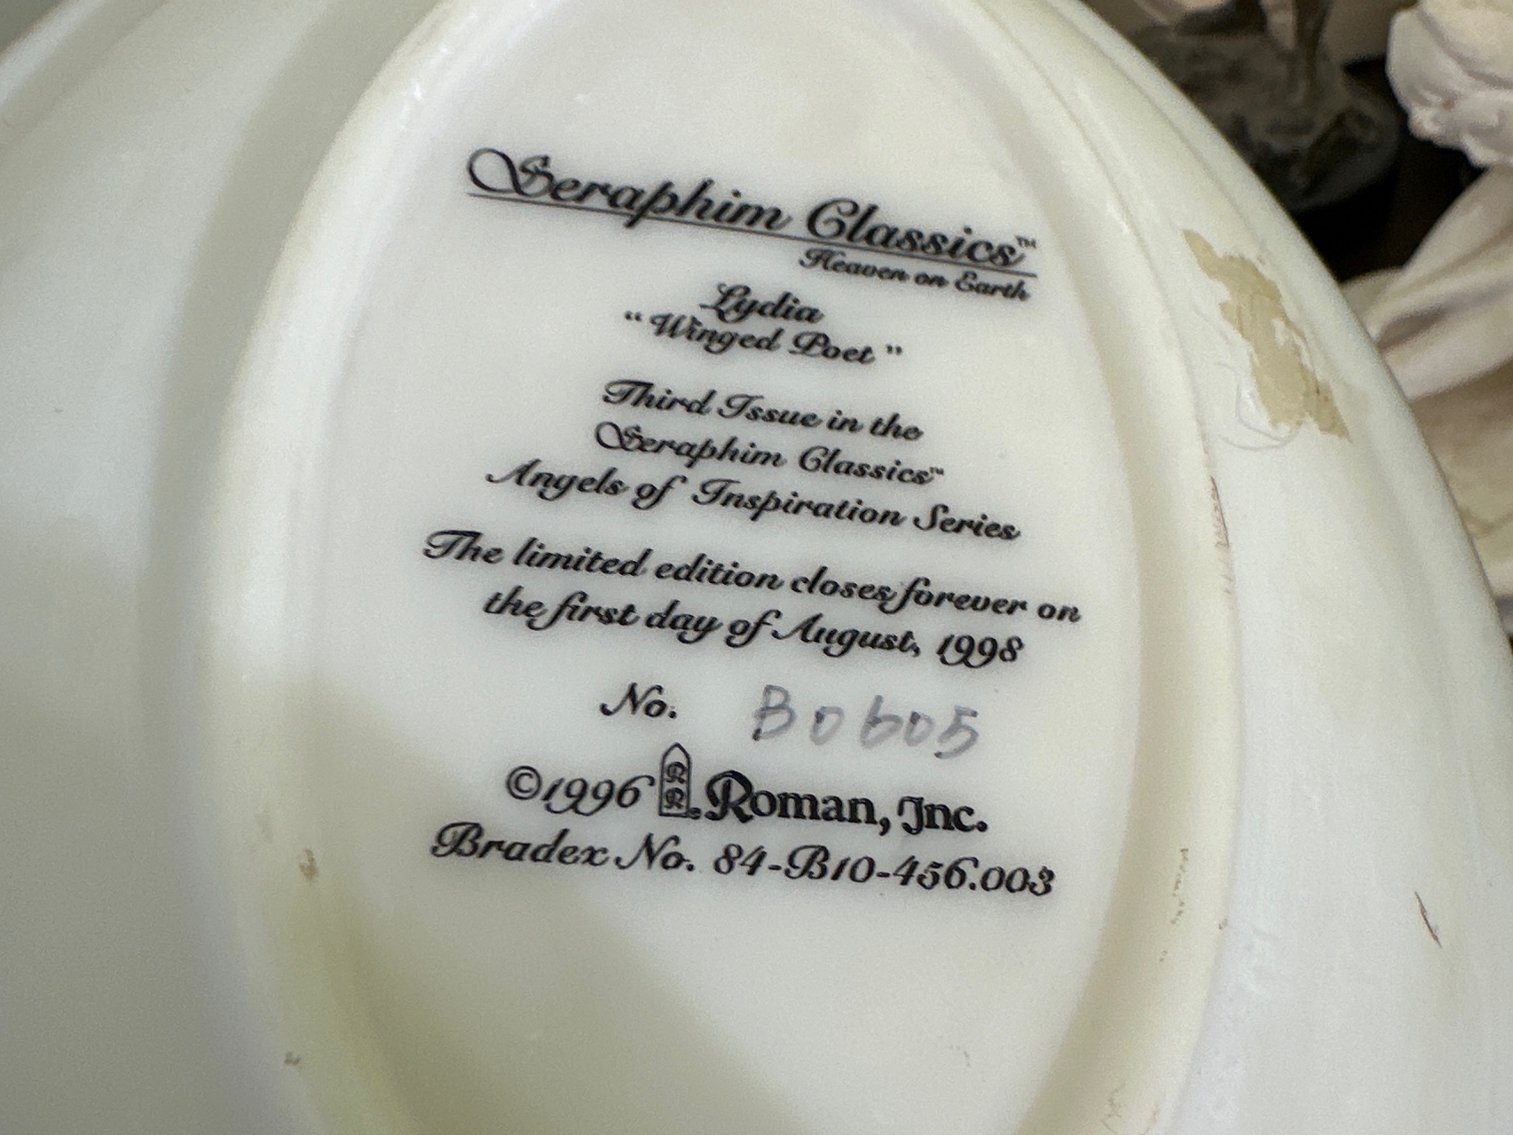 Seraphim Classics™
Heaven on Earth
Lydia
“Winged Poet”
Third Issue in the
Seraphim Classics™
Angels of Inspiration Series
The limited edition closes forever on
the first day of August, 1998
No. B0605
©1996 RR. Roman, Inc.
Bradex No. 84-B10-456.003